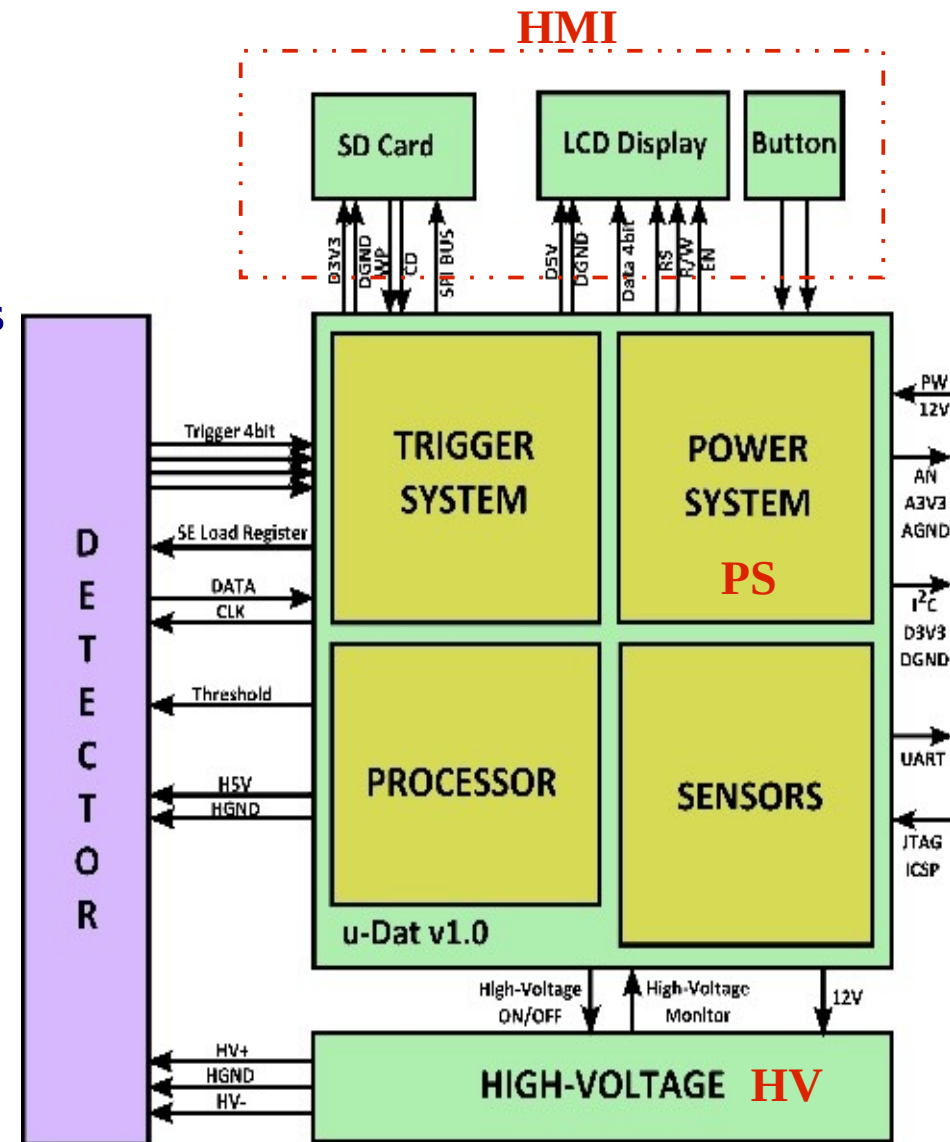 HMI
SD Card
LCD Display
Button
D3V3
DGND
WP
CD
SPI BUS
D5V
DGND
Data 4bit
RS
R/W
EN
S
Trigger 4bit
SE Load Register
DATA
CLK
Threshold
H5V
HGND
DETECTOR
TRIGGER
SYSTEM
POWER
SYSTEM
PS
PROCESSOR
SENSORS
u-Dat v1.0
PW
12V
AN
A3V3
AGND
I²C
D3V3
DGND
UART
JTAG
ICSP
High-Voltage
ON/OFF
High-Voltage
Monitor
12V
HV+
HGND
HV-
HIGH-VOLTAGE HV